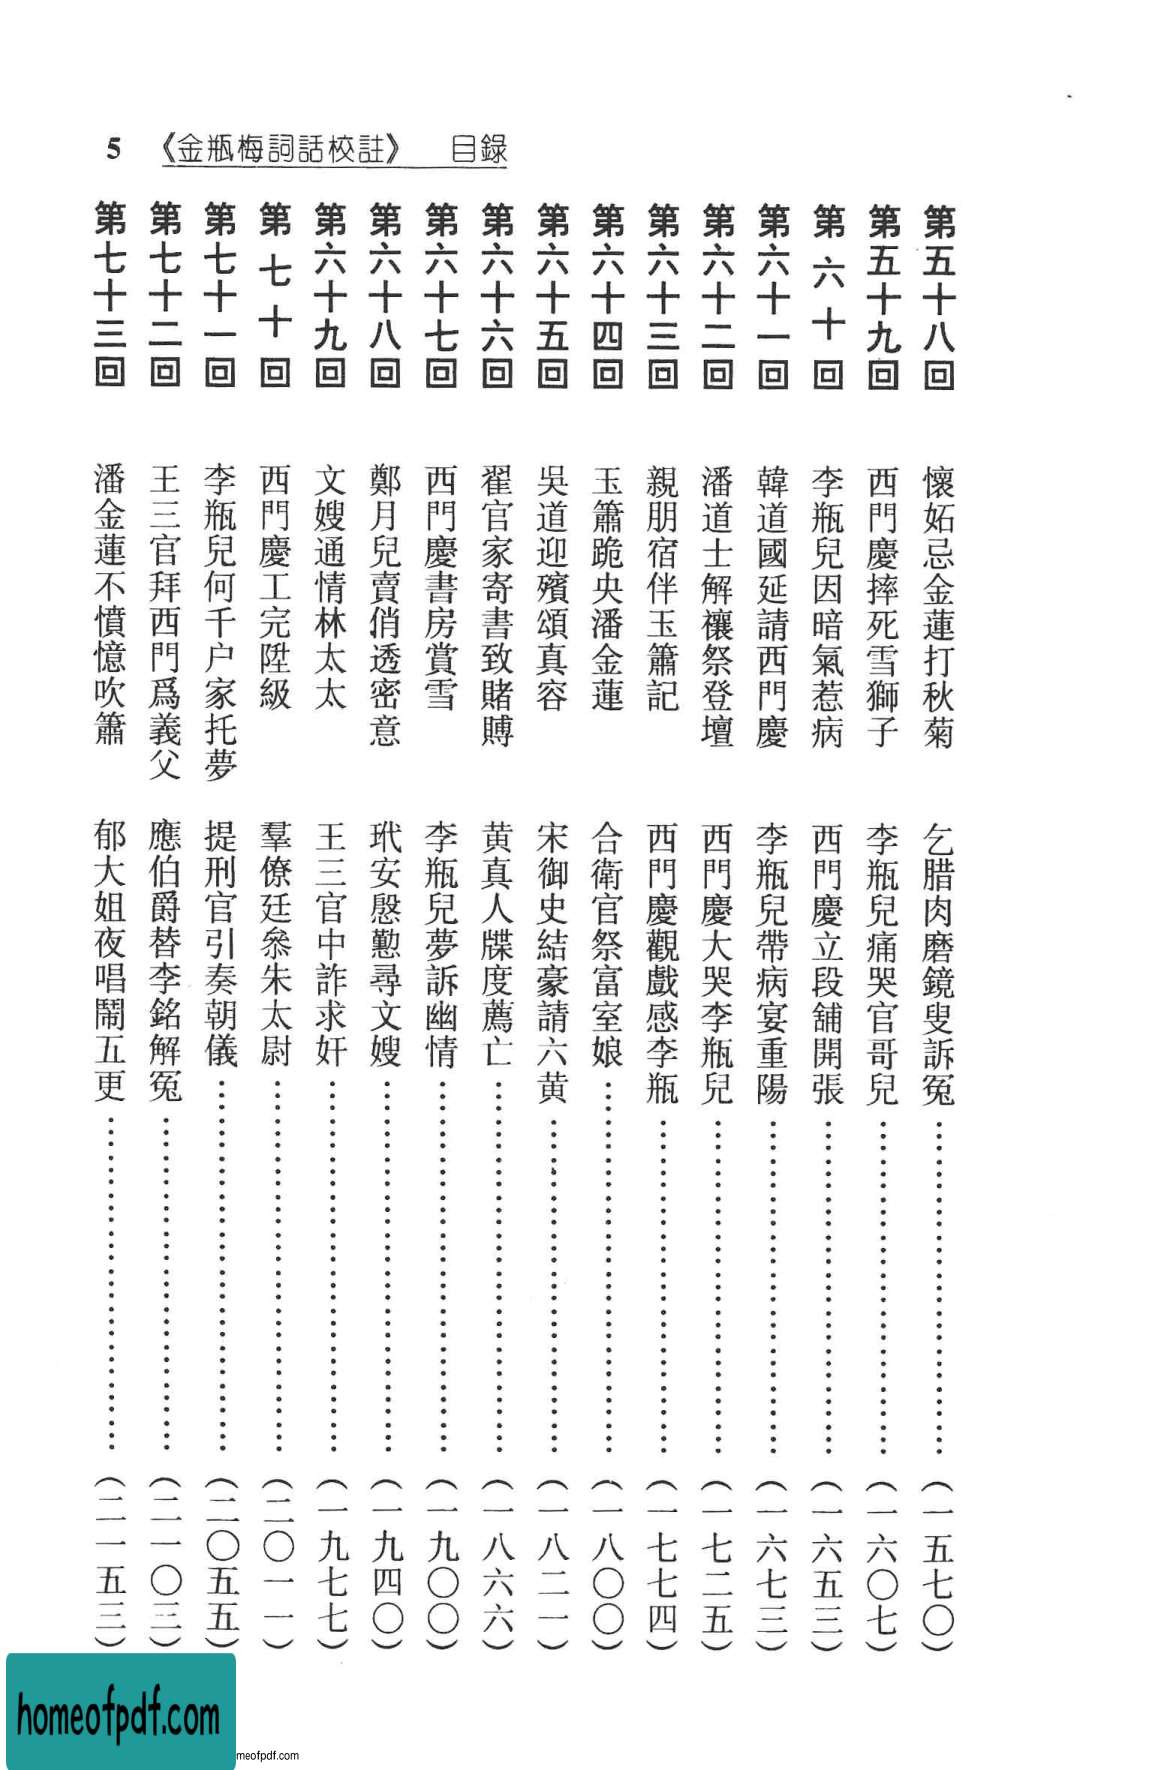 5 《金瓶梅詞話校註》 目錄
第五十八回 懷妬忌金蓮打秋菊 乞腊肉磨鏡叟訴冤……(一五七〇)
第五十九回 西門慶摔死雪獅子 李瓶兒痛哭官哥兒……(一六〇七)
第六十回 李瓶兒因暗氣惹病 西門慶立段舖開張……(一六五三)
第六十一回 韓道國延請西門慶 李瓶兒帶病宴重陽……(一六七三)
第六十二回 潘道士解禳祭登壇 西門慶大哭李瓶兒……(一七二五)
第六十三回 親朋宿伴玉簫記 西門慶觀戲感李瓶……(一七七四)
第六十四回 玉簫跪央潘金蓮 合衛官祭富室娘……(一八〇〇)
第六十五回 吳道迎殯頌真容 宋御史結豪請六黃……(一八二一)
第六十六回 翟官家寄書致賭賻 黃真人牒度薦亡……(一八六六)
第六十七回 西門慶書房賞雪 李瓶兒夢訴幽情……(一九〇〇)
第六十八回 鄭月兒賣俏透密意 玳安慇懃尋文嫂……(一九四〇)
第六十九回 文嫂通情林太太 王三官中詐求奸……(一九七七)
第七十回 西門慶工完陞級 羣僚廷叅朱太尉……(二〇一一)
第七十一回 李瓶兒何千户家托夢 提刑官引奏朝儀……(二〇五五)
第七十二回 王三官拜西門爲義父 應伯爵替李銘解冤……(二一〇三)
第七十三回 潘金蓮不憤憶吹簫 郁大姐夜唱鬧五更……(二一五三)
homeofpdf.com
meofpdf.com